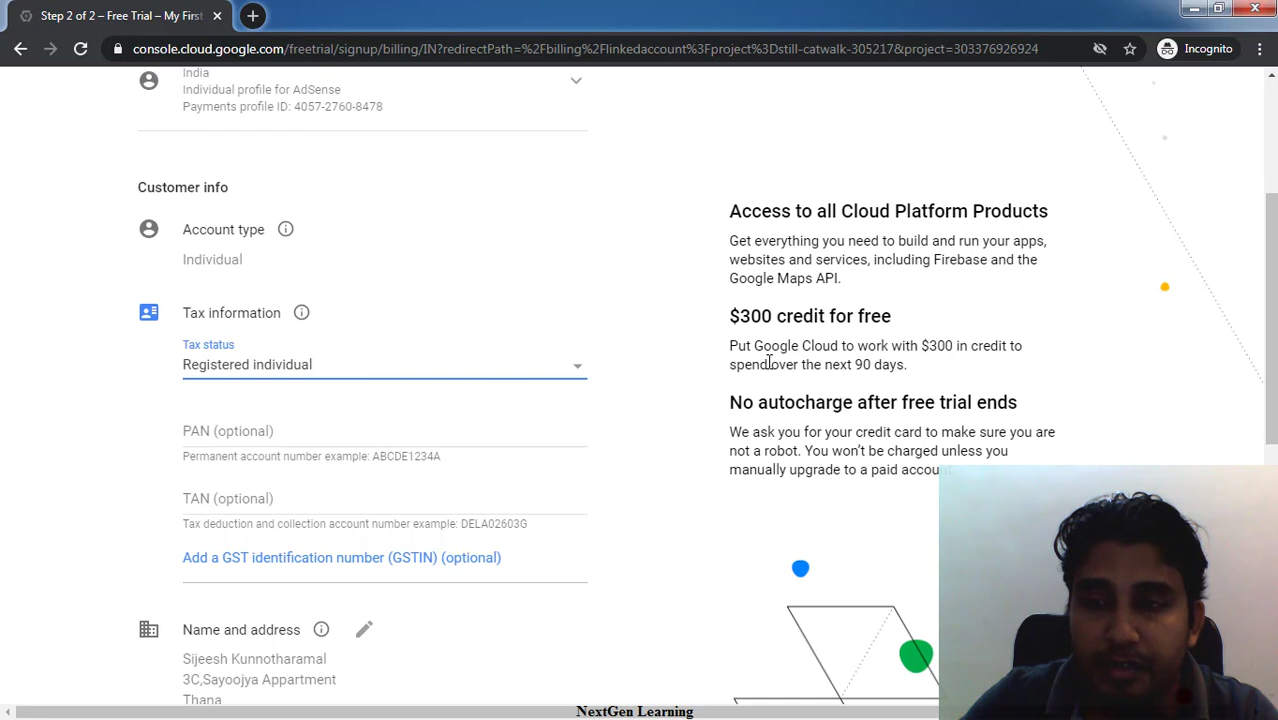 Step 2 of 2 – Free Trial – My First
console.cloud.google.com/freetrial/signup/billing/IN?redirectPath=%2Fbilling%2Flinkedaccount%3Fproject%3Dstill-catwalk-305217&project=303376926924
Incognito
India
Individual profile for AdSense
Payments profile ID: 4057-2760-8478
Customer info
Account type
Individual
Tax information
Tax status
Registered individual
PAN (optional)
Permanent account number example: ABCDE1234A
TAN (optional)
Tax deduction and collection account number example: DELA02603G
Add a GST identification number (GSTIN) (optional)
Name and address
Sijeesh Kunnotharamal
3C,Sayoojya Appartment
Thana
Access to all Cloud Platform Products
Get everything you need to build and run your apps,
websites and services, including Firebase and the
Google Maps API.
$300 credit for free
Put Google Cloud to work with $300 in credit to
spend over the next 90 days.
No autocharge after free trial ends
We ask you for your credit card to make sure you are
not a robot. You won't be charged unless you
manually upgrade to a paid account
NextGen Learning